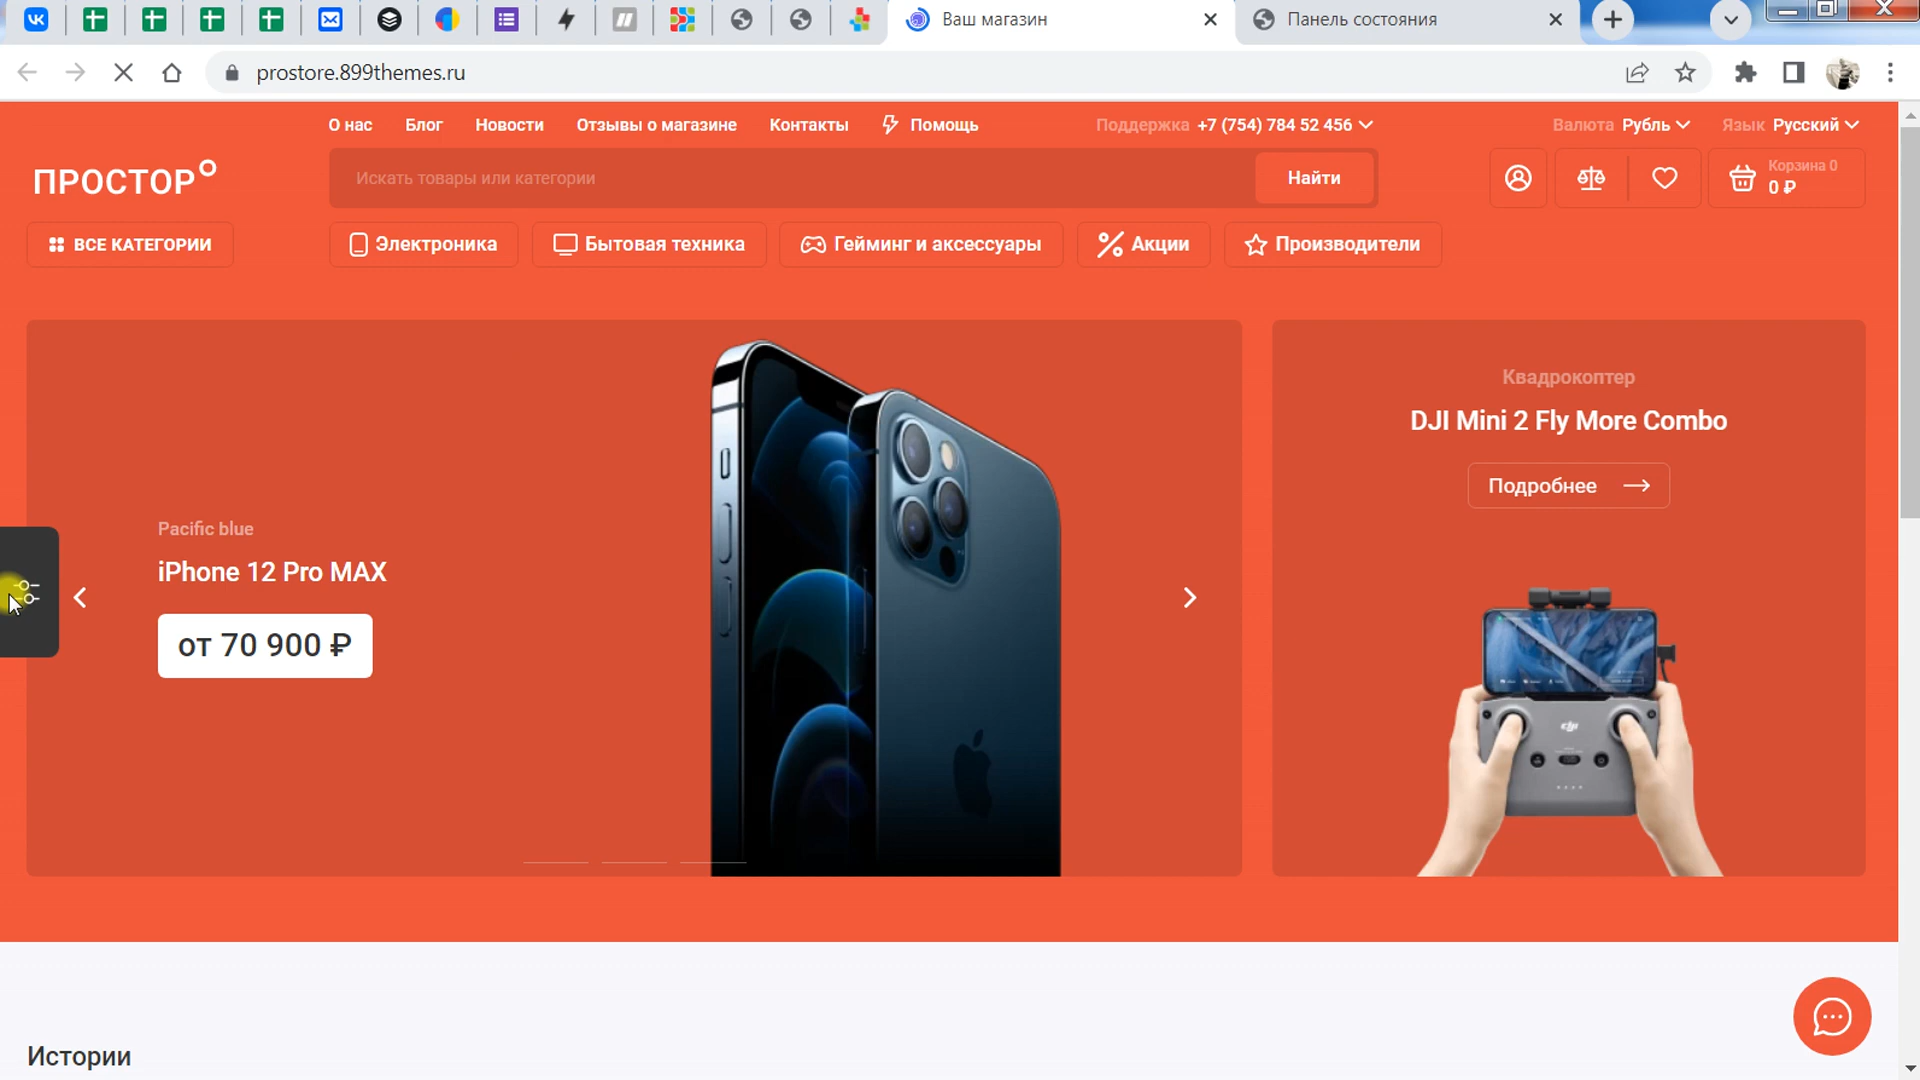 Ваш магазин
Панель состояния
prostore.899themes.ru
О нас Блог Новости Отзывы о магазине Контакты Помощь Поддержка +7 (754) 784 52 456 Валюта Рубль Язык Русский
ПРОСТОР
Искать товары или категории
Найти
Корзина 0
0 ₽
ВСЕ КАТЕГОРИИ Электроника Бытовая техника Гейминг и аксессуары Акции Производители
Pacific blue
iPhone 12 Pro MAX
от 70 900 ₽
Квадрокоптер
DJI Mini 2 Fly More Combo
Подробнее
dji
Истории